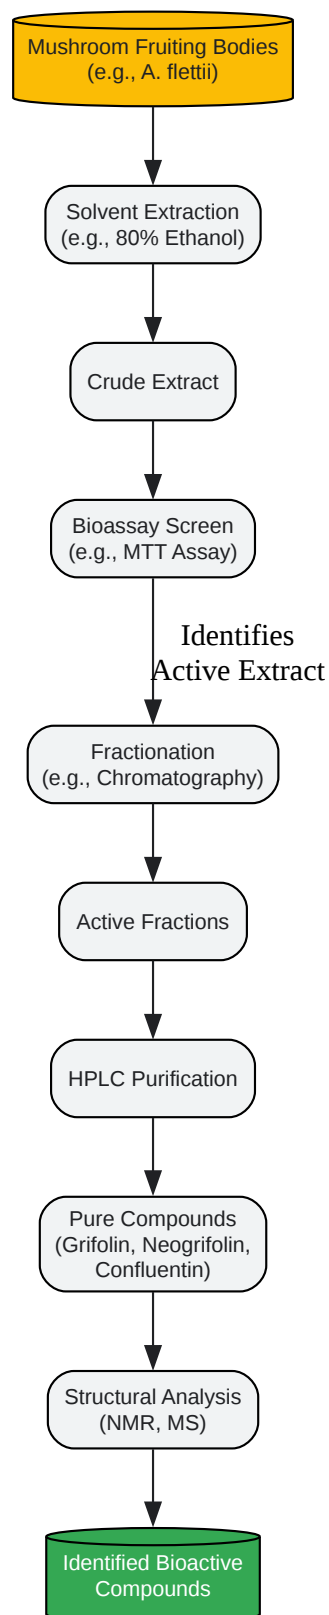 Mushroom Fruiting Bodies
(e.g., A. flettii)
Solvent Extraction
(e.g., 80% Ethanol)
Crude Extract
Bioassay Screen
(e.g., MTT Assay)
Identifies
Active Extract
Fractionation
(e.g., Chromatography)
Active Fractions
HPLC Purification
Pure Compounds
(Grifolin, Neogrifolin,
Confluentin)
Structural Analysis
(NMR, MS)
Identified Bioactive
Compounds